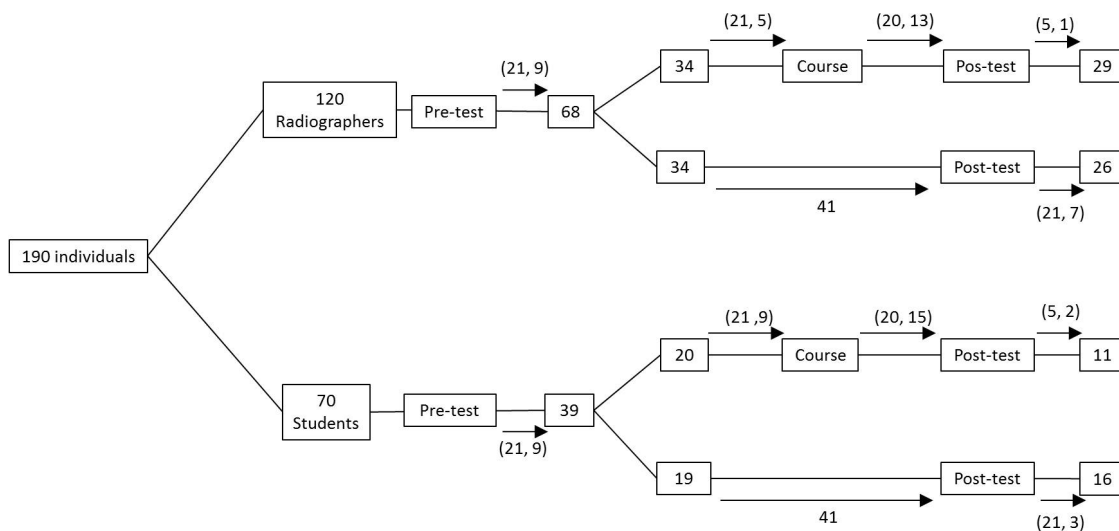 (21, 5)
(20, 13)
(5, 1)
34
Course
Pos-test
29
120
Radiographers
Pre-test
(21, 9)
68
34
Post-test
26
41
(21, 7)
190 individuals
(21 ,9)
(20, 15)
(5, 2)
20
Course
Post-test
11
70
Students
Pre-test
39
(21, 9)
19
Post-test
16
41
(21, 3)